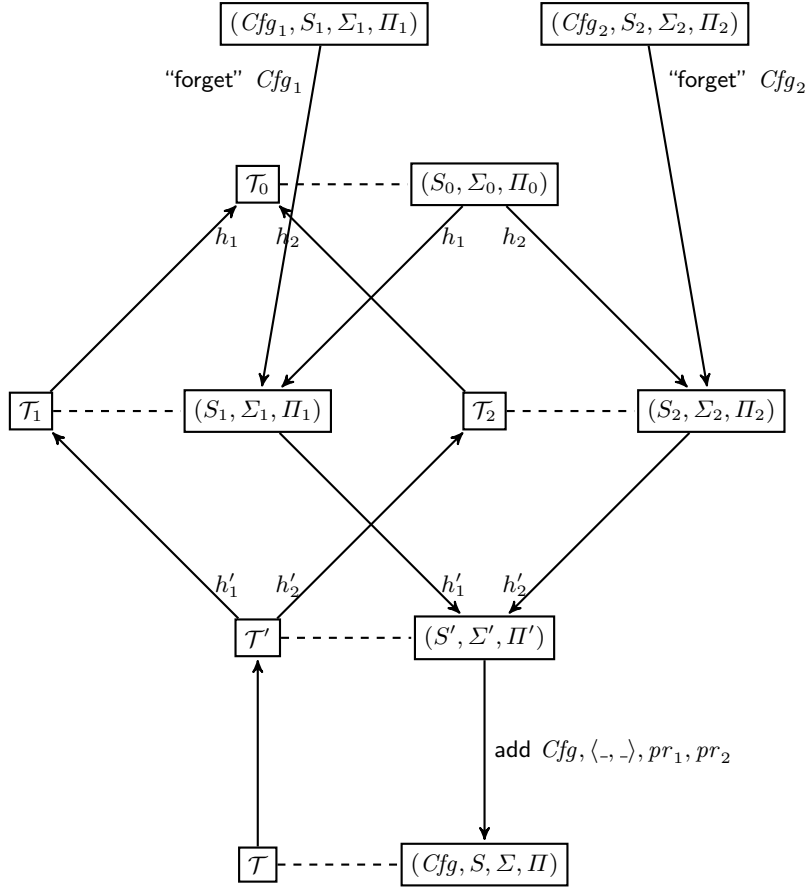 (Cfg₁, S₁, Σ₁, Π₁) (Cfg₂, S₂, Σ₂, Π₂)
“forget” Cfg₁ “forget” Cfg₂
𝒯₀ (S₀, Σ₀, Π₀)
h₁ h₂ h₁ h₂
𝒯₁ (S₁, Σ₁, Π₁) 𝒯₂ (S₂, Σ₂, Π₂)
h′₁ h′₂ h′₁ h′₂
𝒯′ (S′, Σ′, Π′)
add Cfg, ⟨_, _⟩, pr₁, pr₂
𝒯 (Cfg, S, Σ, Π)